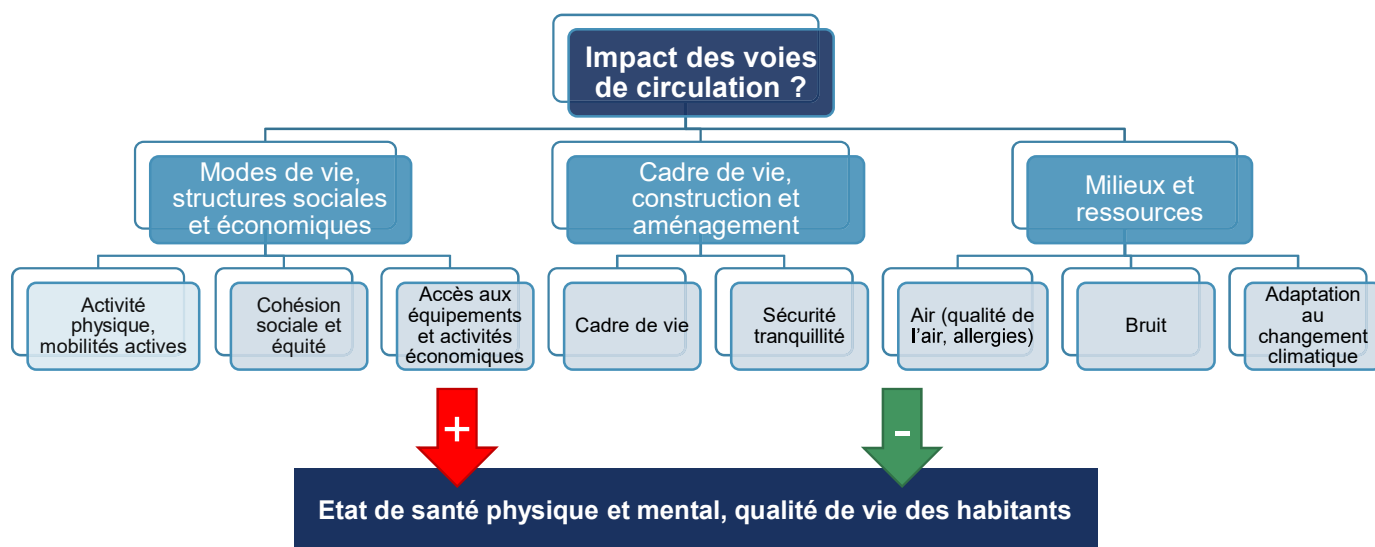 Impact des voies
de circulation ?
Modes de vie,
structures sociales
et économiques
Cadre de vie,
construction et
aménagement
Milieux et
ressources
Activité
physique,
mobilités actives
Cohésion
sociale et
équité
Accès aux
équipements
et activités
économiques
Cadre de vie
Sécurité
tranquillité
Air (qualité de
l'air, allergies)
Bruit
Adaptation
au
changement
climatique
+
-
Etat de santé physique et mental, qualité de vie des habitants